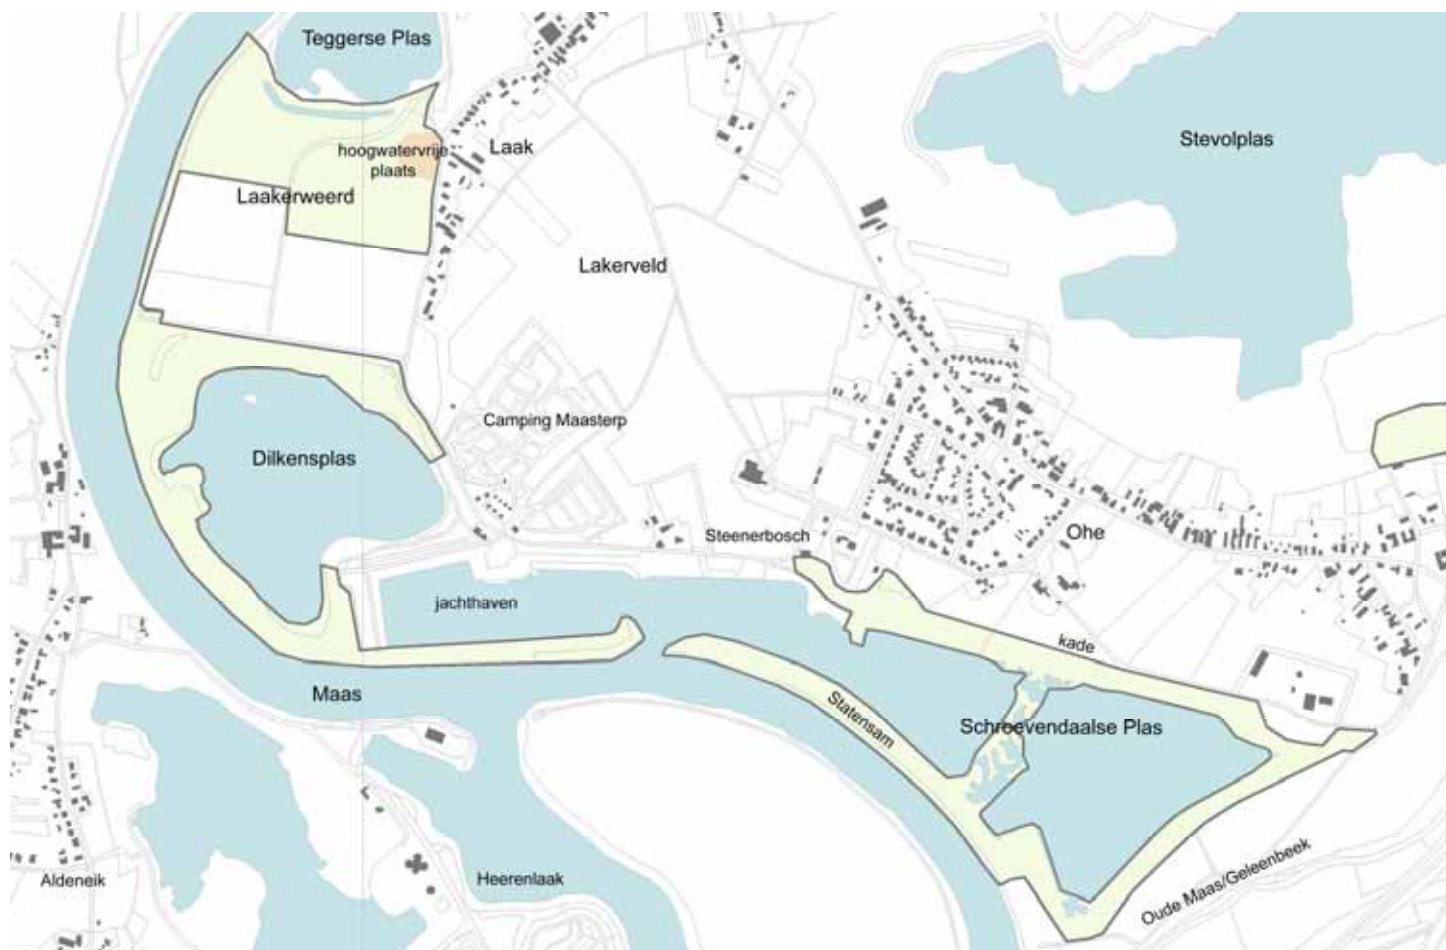 Teggerse Plas
Stevolplas
Laak
hoogwatervrije
plaats
Laakerweerd
Lakerveld
Camping Maasterp
Dilkensplas
Steenerbosch
Ohe
jachthaven
kade
Maas
Statensam
Schroevendaalse Plas
Aldeneik
Heerenlaak
Oude Maas/Geleenbeek